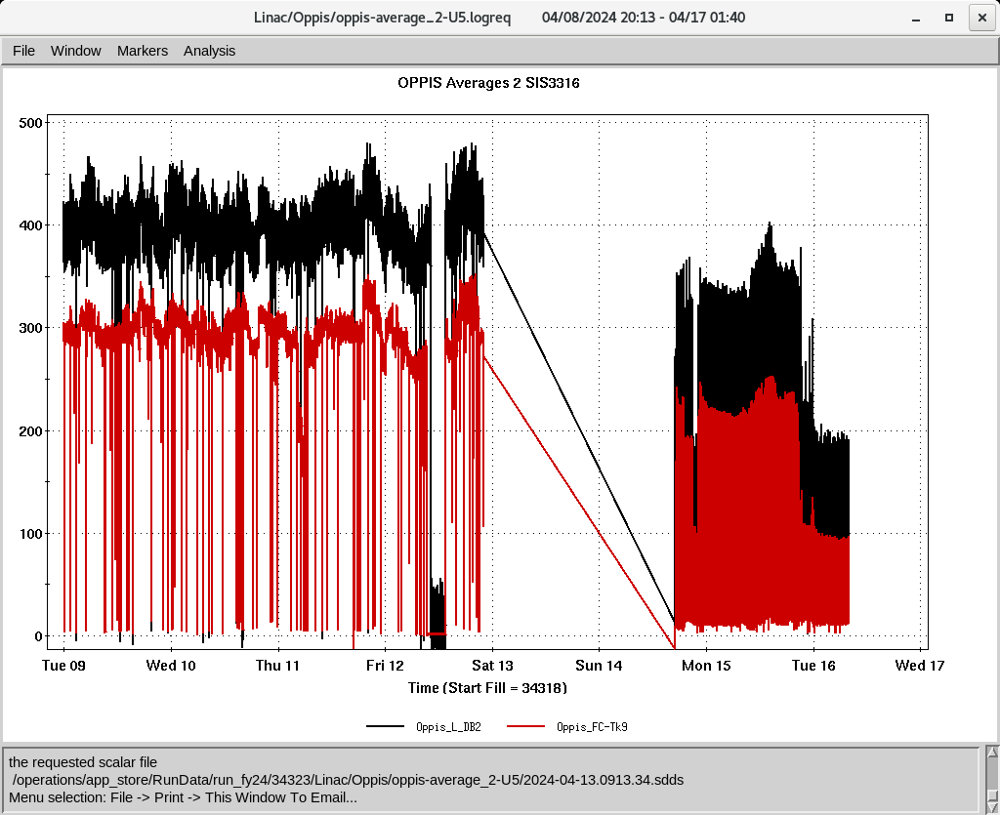 Linac/Oppis/oppis-average_2-U5.logreq 04/08/2024 20:13 - 04/17 01:40
File Window Markers Analysis
OPPIS Averages 2 SIS3316
500
400
300
200
100
0
Tue 09 Wed 10 Thu 11 Fri 12 Sat 13 Sun 14 Mon 15 Tue 16 Wed 17
Time (Start Fill = 34318)
Oppis_L_DB2 Oppis_FC-Tk9
the requested scalar file
/operations/app_store/RunData/run_fy24/34323/Linac/Oppis/oppis-average_2-U5/2024-04-13.0913.34.sdds
Menu selection: File -> Print -> This Window To Email...